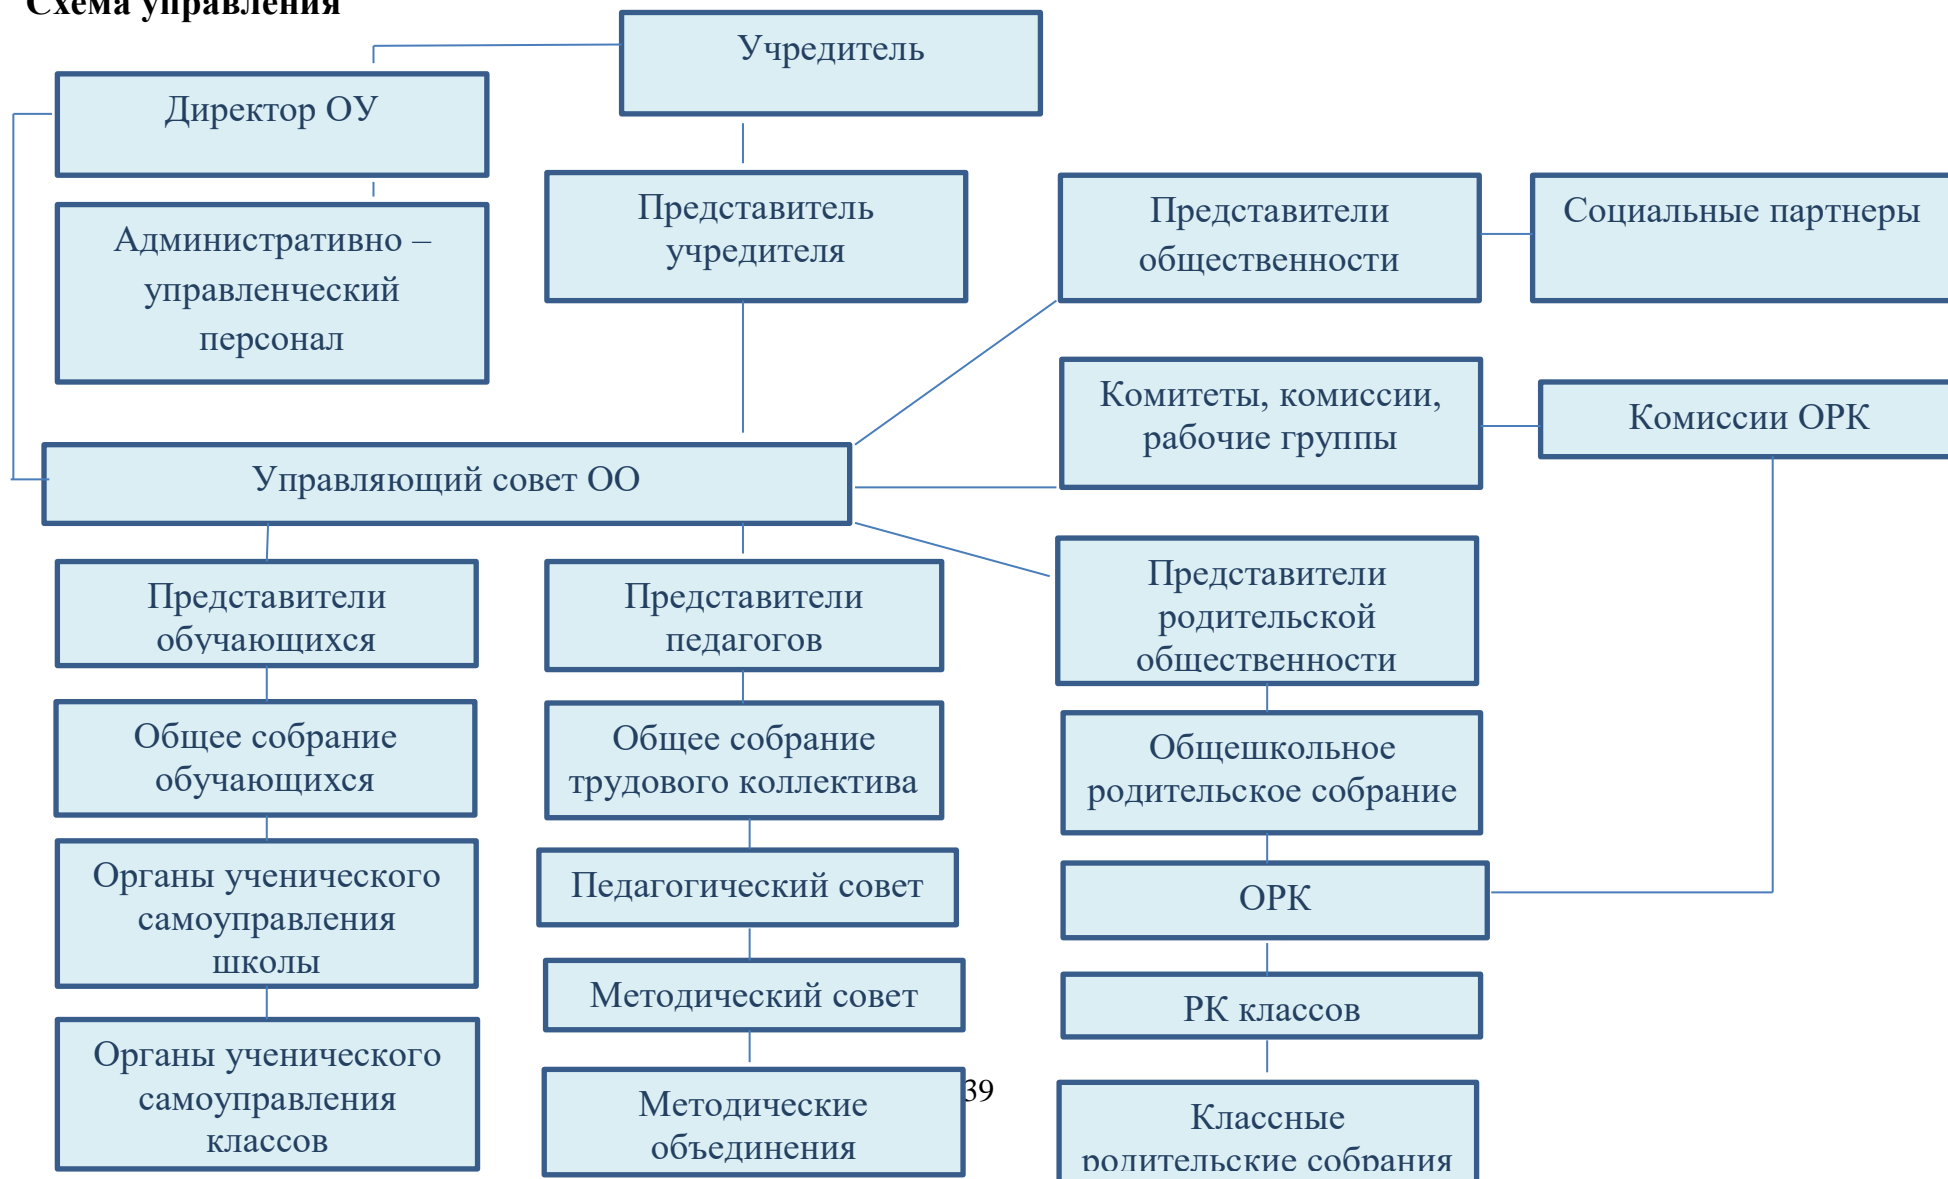 Схема управления
Учредитель
Директор ОУ
Административно –
управленческий
персонал
Представитель
учредителя
Представители
общественности
Социальные партнеры
Комитеты, комиссии,
рабочие группы
Комиссии ОРК
Управляющий совет ОО
Представители
обучающихся
Общее собрание
обучающихся
Органы ученического
самоуправления
школы
Органы ученического
самоуправления
классов
Представители
педагогов
Общее собрание
трудового коллектива
Педагогический совет
Методический совет
Методические
объединения
39
Представители
родительской
общественности
Общешкольное
родительское собрание
ОРК
РК классов
Классные
родительские собрания